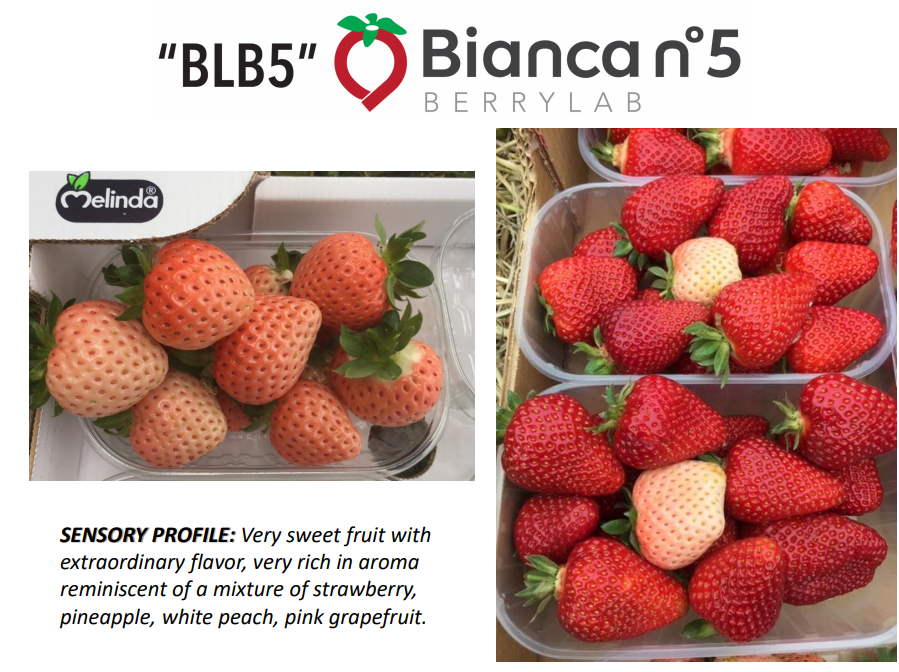 "BLB5" Bianca n°5
BERRYLAB
Melinda®
SENSORY PROFILE: Very sweet fruit with
extraordinary flavor, very rich in aroma
reminiscent of a mixture of strawberry,
pineapple, white peach, pink grapefruit.